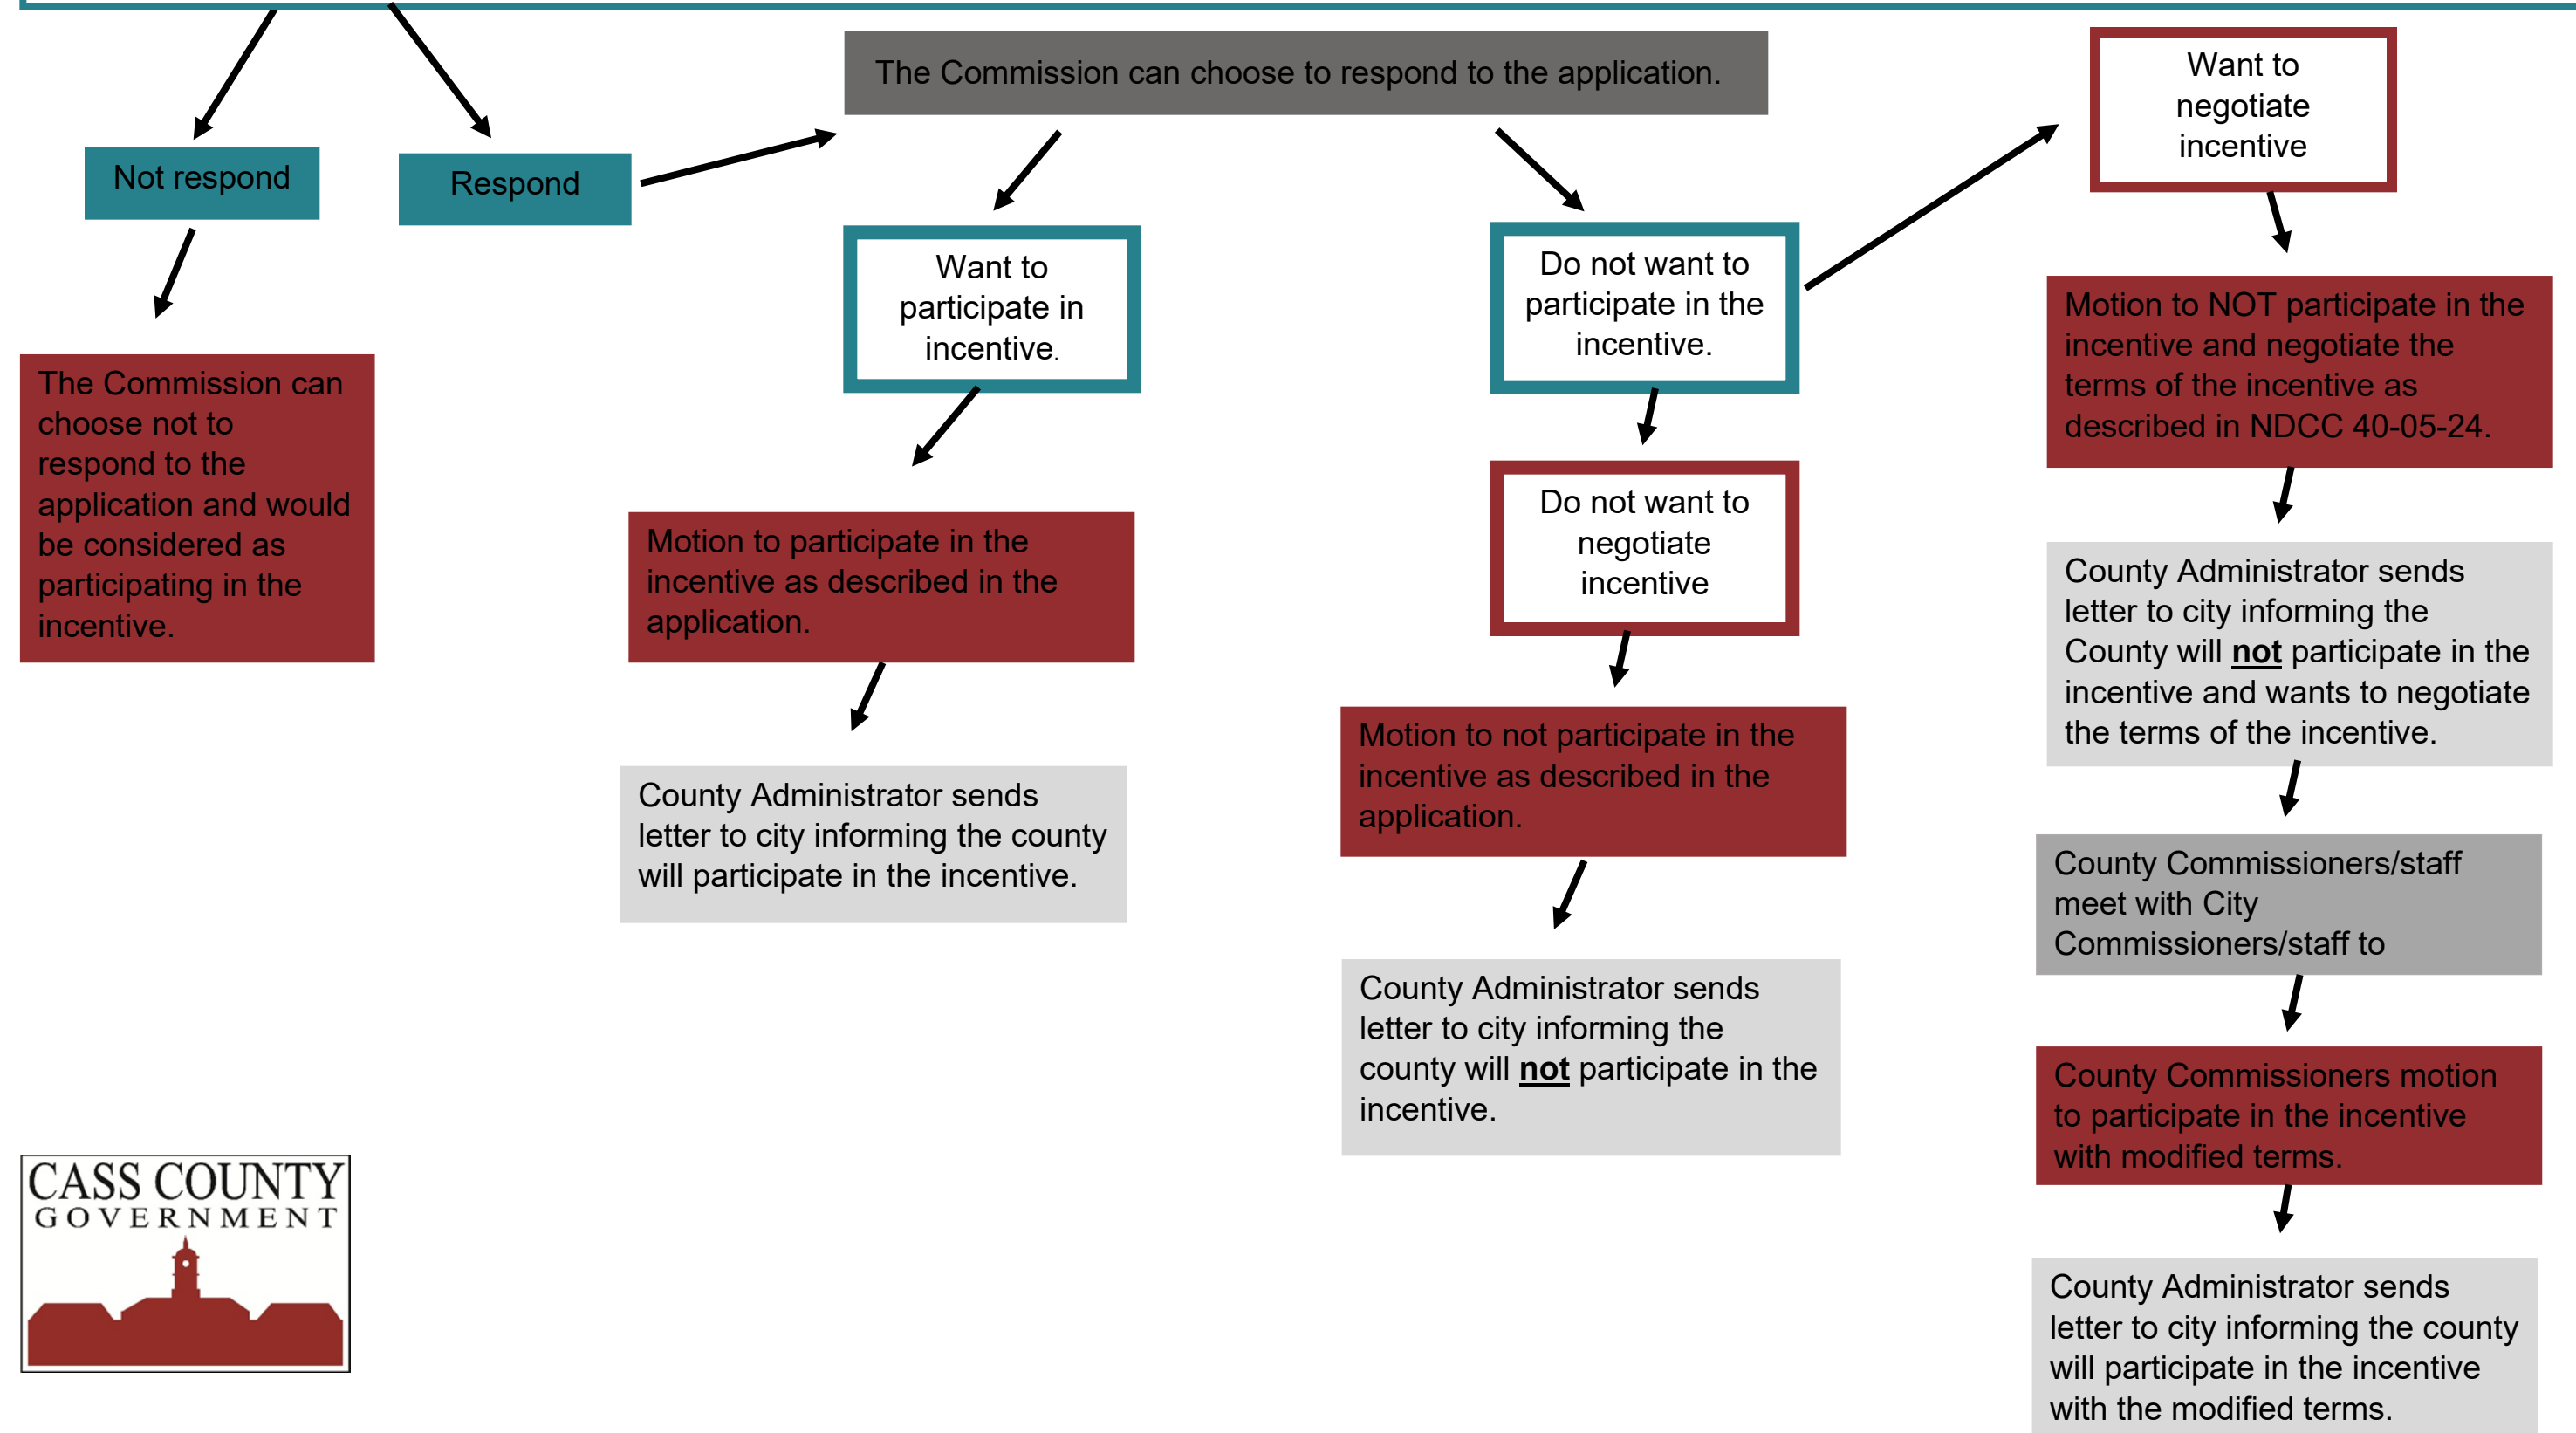 The Commission can choose to respond to the application.
Not respond
Respond
The Commission can
choose not to
respond to the
application and would
be considered as
participating in the
incentive.
Want to
participate in
incentive.
Motion to participate in the
incentive as described in the
application.
County Administrator sends
letter to city informing the county
will participate in the incentive.
Do not want to
participate in the
incentive.
Do not want to
negotiate
incentive
Motion to not participate in the
incentive as described in the
application.
County Administrator sends
letter to city informing the
county will not participate in the
incentive.
Want to
negotiate
incentive
Motion to NOT participate in the
incentive and negotiate the
terms of the incentive as
described in NDCC 40-05-24.
County Administrator sends
letter to city informing the
County will not participate in the
incentive and wants to negotiate
the terms of the incentive.
County Commissioners/staff
meet with City
Commissioners/staff to
County Commissioners motion
to participate in the incentive
with modified terms.
County Administrator sends
letter to city informing the county
will participate in the incentive
with the modified terms.
CASS COUNTY
GOVERNMENT